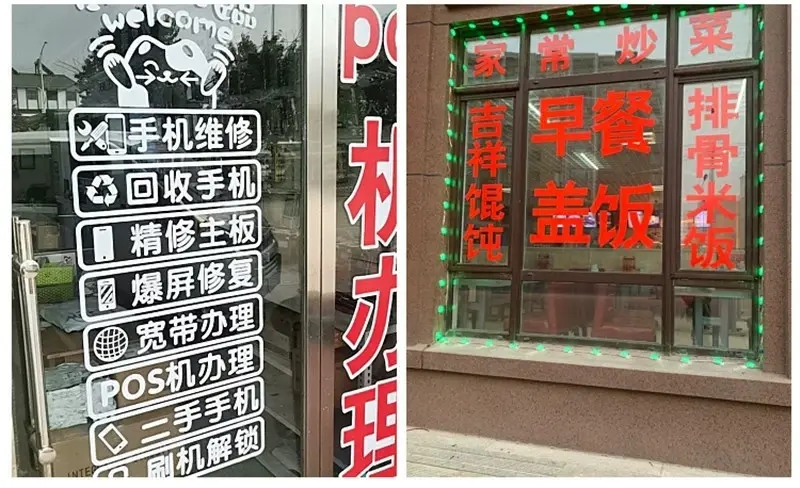 welcome
手机维修
回收手机
精修主板
爆屏修复
宽带办理
POS机办理
二手手机
刷机解锁
INTER
pos
机办理
家常炒菜
吉祥馄饨
早餐
盖饭
排骨米饭